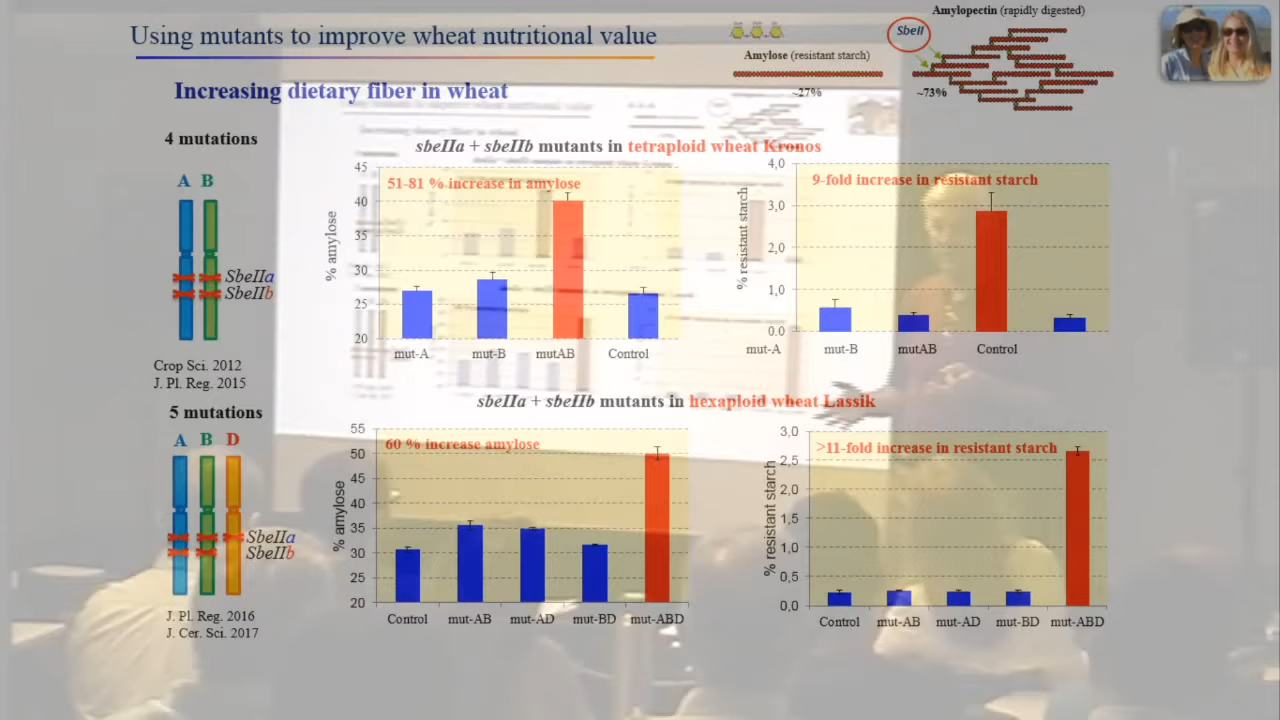 Using mutants to improve wheat nutritional value
Amylopectin (rapidly digested)
SbeII
Amylose (resistant starch)
~27%
~73%
Increasing dietary fiber in wheat
4 mutations
A B
SbeIIa
SbeIIb
Crop Sci. 2012
J. Pl. Reg. 2015
sbeIIa + sbeIIb mutants in tetraploid wheat Kronos
51-81 % increase in amylose
% amylose
45
40
35
30
25
20
mut-A mut-B mutAB Control
9-fold increase in resistant starch
% resistant starch
4,0
3,0
2,0
1,0
0.0
mut-A mut-B mutAB Control
5 mutations
A B D
SbeIIa
SbeIIb
J. Pl. Reg. 2016
J. Cer. Sci. 2017
sbeIIa + sbeIIb mutants in hexaploid wheat Lassik
60 % increase amylose
% amylose
55
50
45
40
35
30
25
20
Control mut-AB mut-AD mut-BD mut-ABD
>11-fold increase in resistant starch
% resistant starch
3,0
2,5
2,0
1,5
1,0
0,5
0,0
Control mut-AB mut-AD mut-BD mut-ABD